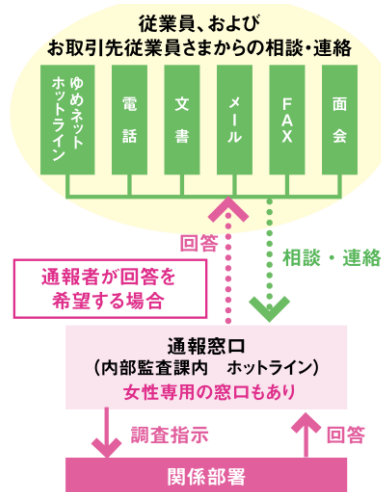 従業員、および
お取引先従業員さまからの相談・連絡
ゆめネット
ホットライン
電話
文書
メール
FAX
面会
回答
相談・連絡
通報者が回答を
希望する場合
通報窓口
(内部監査課内　ホットライン)
女性専用の窓口もあり
調査指示
回答
関係部署